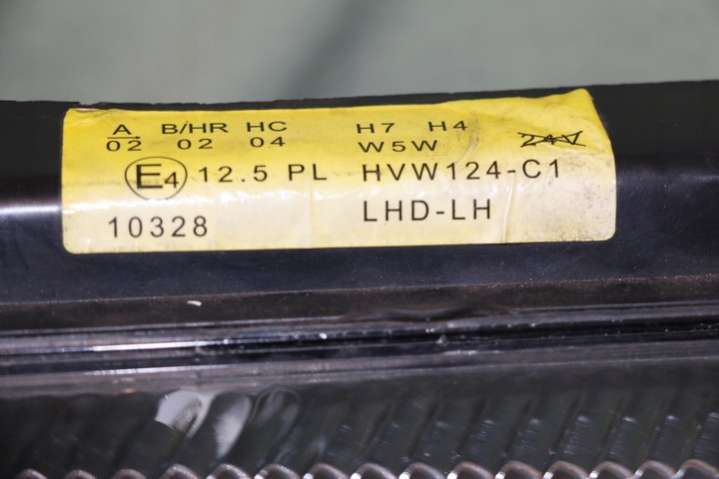 A B/HR HC H7 H4 24V
02 02 04 W5W
E4 12.5 PL HVW124-C1
10328 LHD-LH